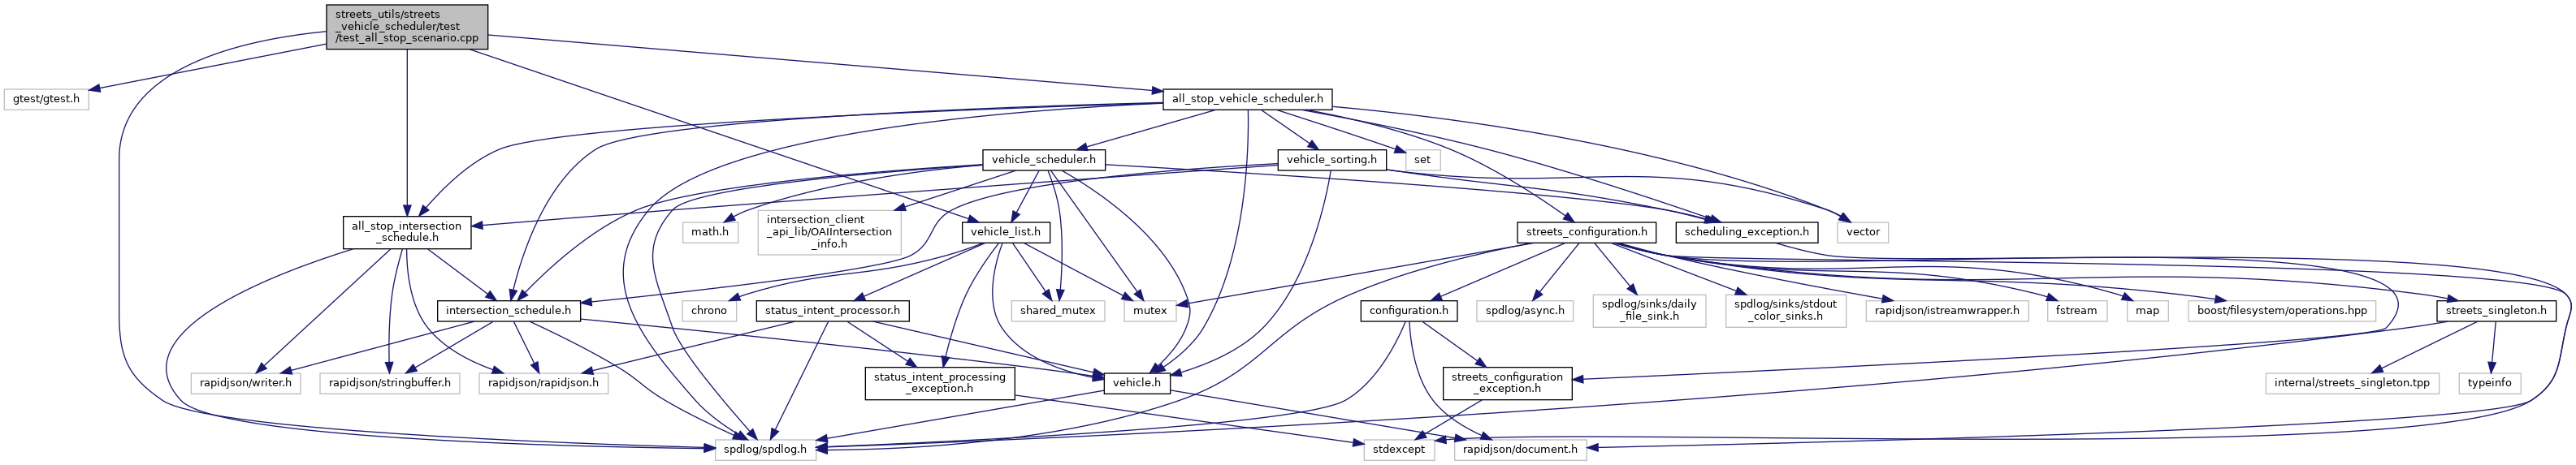 streets_utils/streets
_vehicle_scheduler/test
/test_all_stop_scenario.cpp
gtest/gtest.h
all_stop_vehicle_scheduler.h
vehicle_scheduler.h
vehicle_sorting.h
set
all_stop_intersection
_schedule.h
math.h
intersection_client
_api_lib/OAIIntersection
_info.h
vehicle_list.h
streets_configuration.h
scheduling_exception.h
vector
intersection_schedule.h
chrono
status_intent_processor.h
shared_mutex
mutex
configuration.h
spdlog/async.h
spdlog/sinks/daily
_file_sink.h
spdlog/sinks/stdout
_color_sinks.h
rapidjson/istreamwrapper.h
fstream
map
boost/filesystem/operations.hpp
streets_singleton.h
rapidjson/writer.h
rapidjson/stringbuffer.h
rapidjson/rapidjson.h
status_intent_processing
_exception.h
vehicle.h
streets_configuration
_exception.h
internal/streets_singleton.tpp
typeinfo
spdlog/spdlog.h
stdexcept
rapidjson/document.h